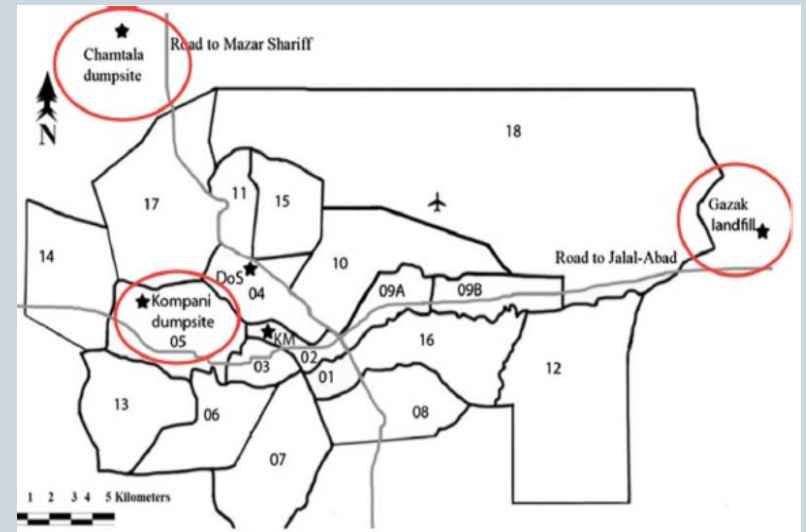 Chamtala
dumpsite
Road to Mazar Shariff
N
18
17
11
15
Gazak
landfill
14
DoS
04
10
Road to Jalal-Abad
09A
09B
Kompani
dumpsite
05
KM
02
03
01
16
12
13
06
08
07
1 2 3 4 5 Kilometers